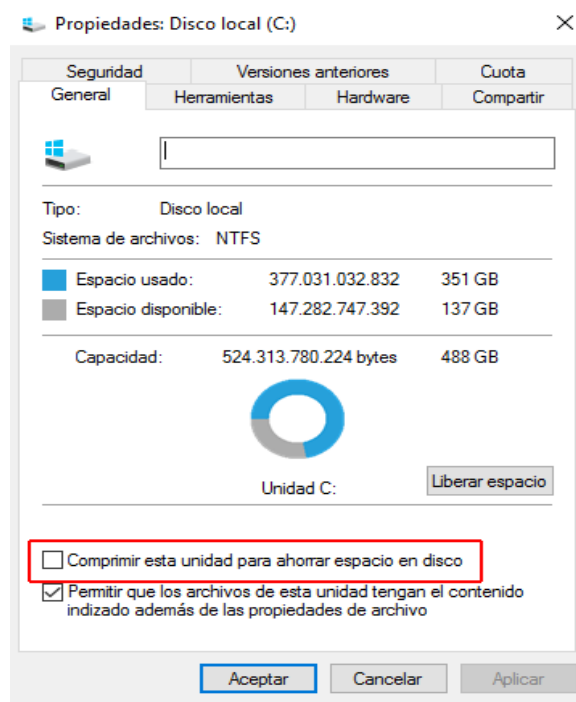 Propiedades: Disco local (C:)
Seguridad Versiones anteriores Cuota
General Herramientas Hardware Compartir
Tipo: Disco local
Sistema de archivos: NTFS
Espacio usado: 377.031.032.832 351 GB
Espacio disponible: 147.282.747.392 137 GB
Capacidad: 524.313.780.224 bytes 488 GB
Unidad C: Liberar espacio
Comprimir esta unidad para ahorrar espacio en disco
Permitir que los archivos de esta unidad tengan el contenido
indizado además de las propiedades de archivo
Aceptar Cancelar Aplicar